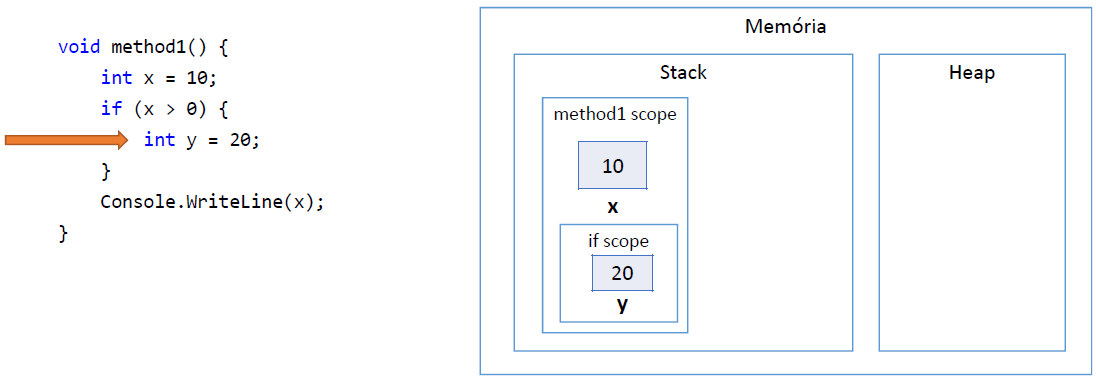 void method1() {
int x = 10;
if (x > 0) {
int y = 20;
}
Console.WriteLine(x);
}
Memória
Stack
Heap
method1 scope
10
x
if scope
20
y